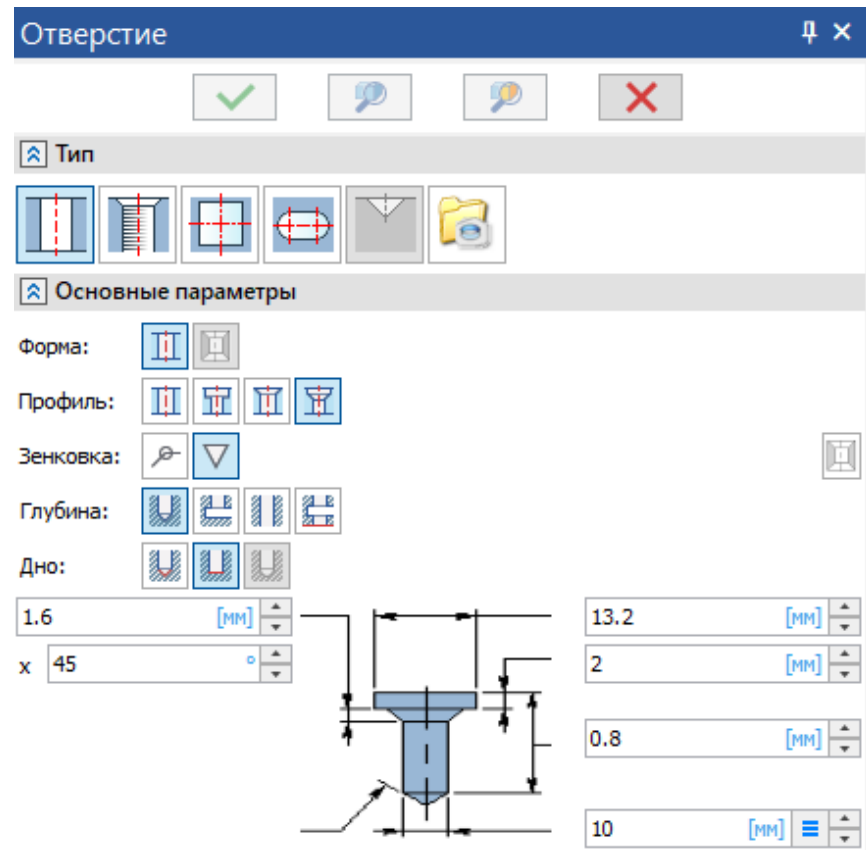 Отверстие
Тип
Основные параметры
Форма:
Профиль:
Зенковка:
Глубина:
Дно:
1.6 [мм]
13.2 [мм]
x 45 °
2 [мм]
0.8 [мм]
10 [мм]